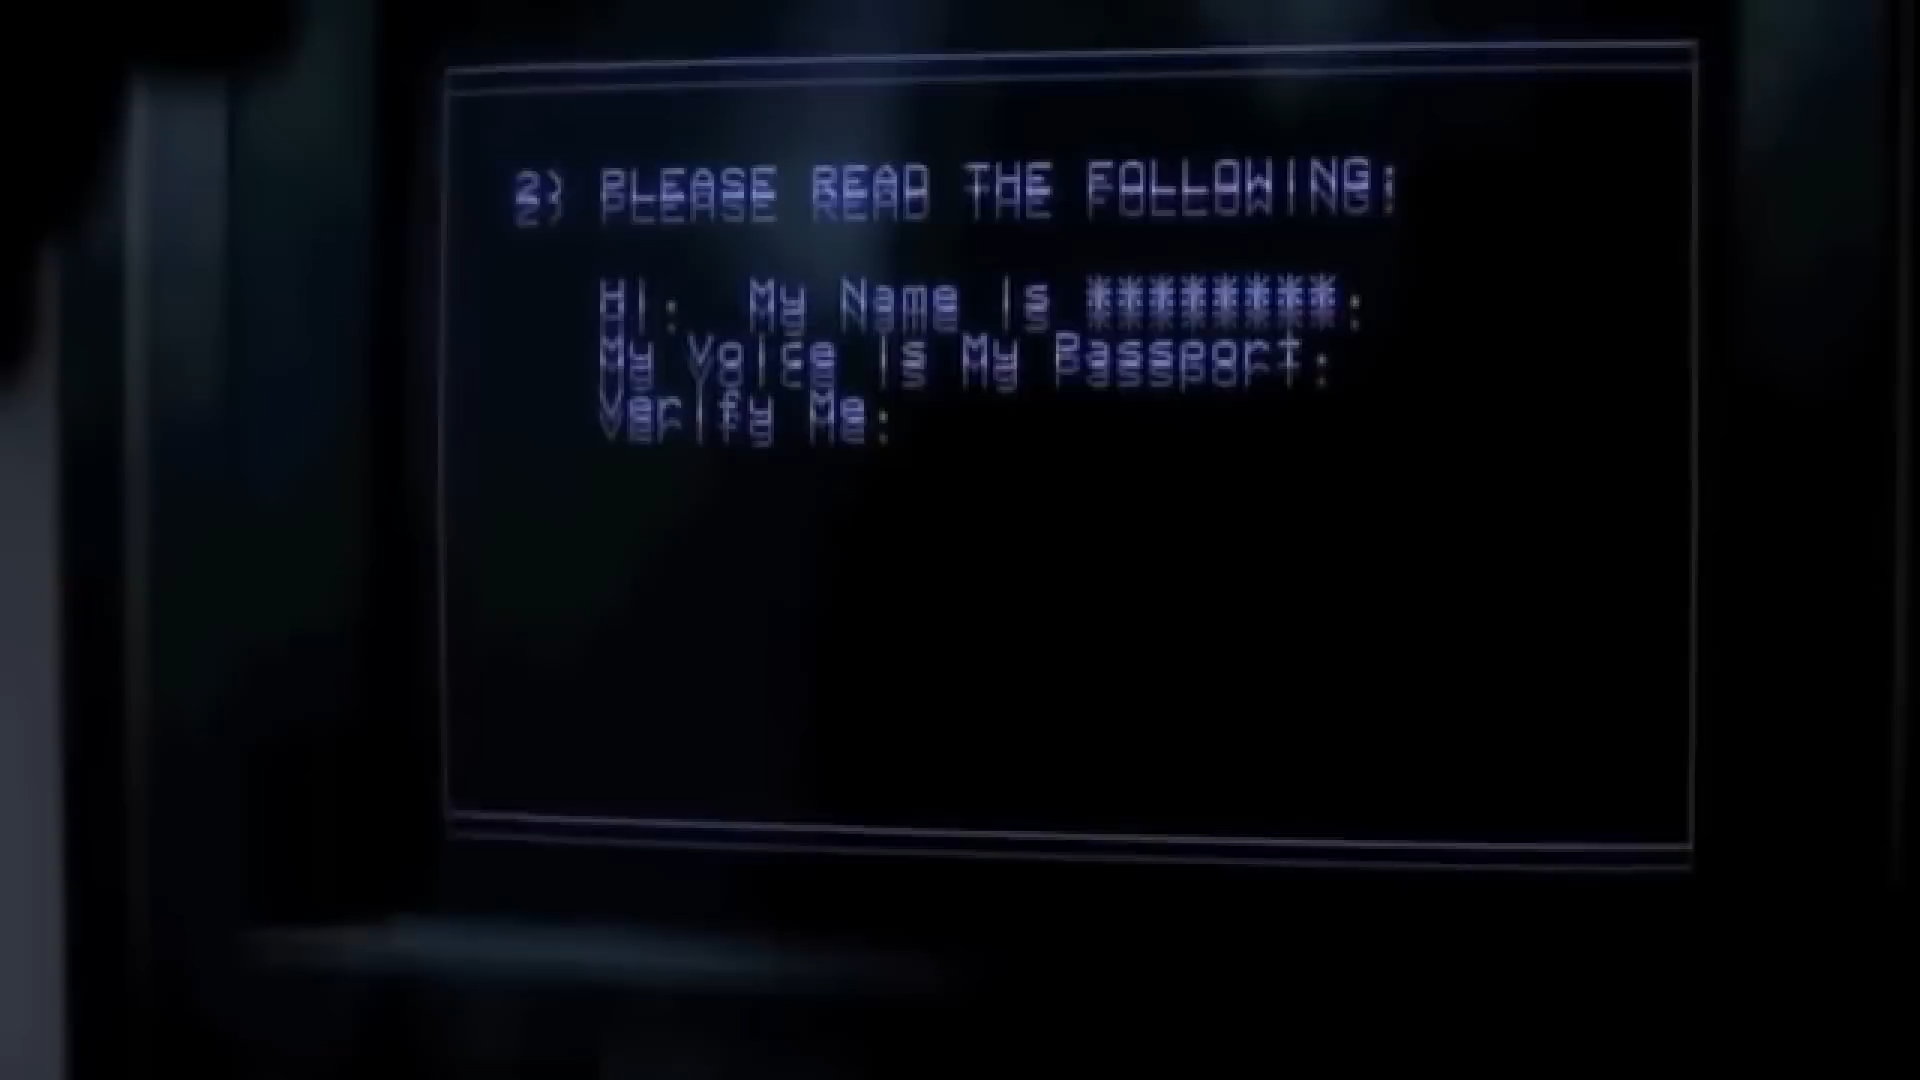 2) PLEASE READ THE FOLLOWING:
Hi. My Name is ********.
My Voice is My Passport.
Verify Me.